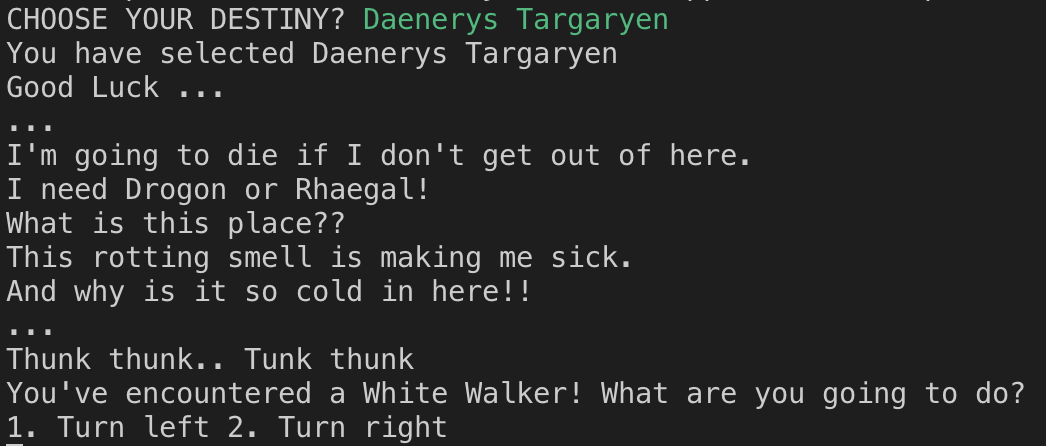 CHOOSE YOUR DESTINY? Daenerys Targaryen
You have selected Daenerys Targaryen
Good Luck ...
...
I'm going to die if I don't get out of here.
I need Drogon or Rhaegal!
What is this place??
This rotting smell is making me sick.
And why is it so cold in here!!
...
Thunk thunk.. Tunk thunk
You've encountered a White Walker! What are you going to do?
1. Turn left 2. Turn right